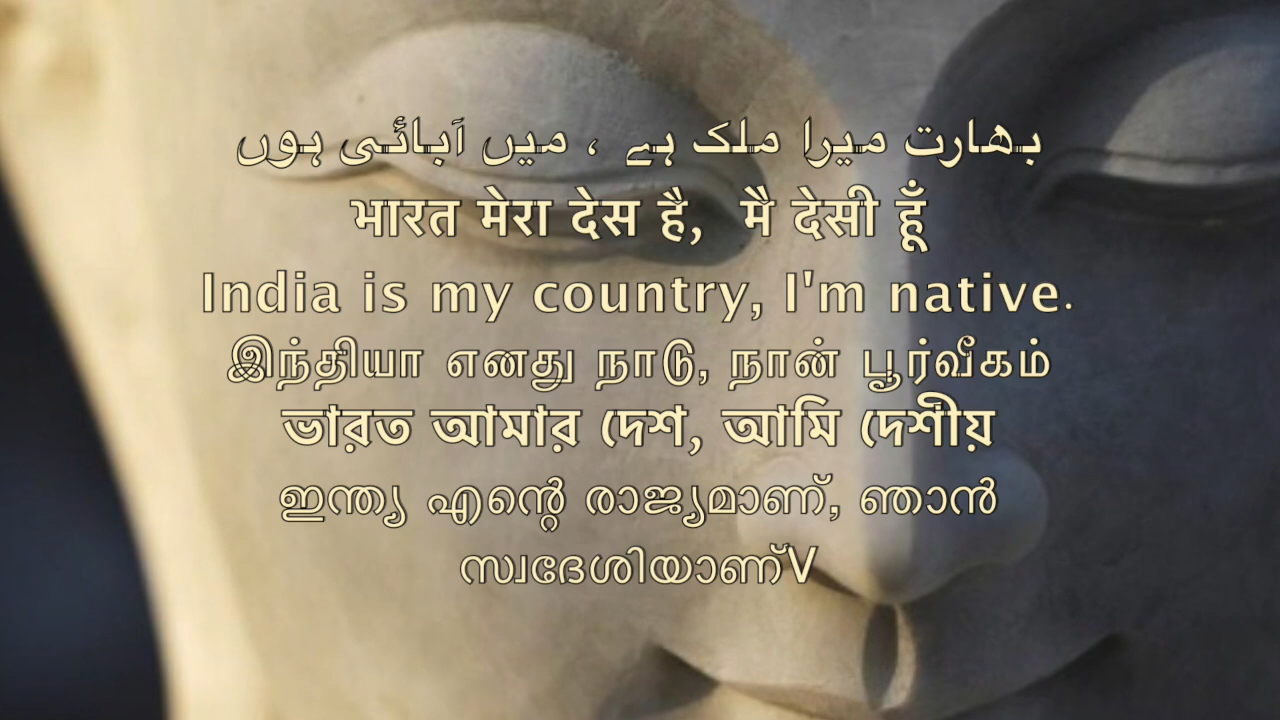 بھارت میرا ملک ہے ، میں آبائی ہوں
भारत मेरा देस है, मै देसी हूँ
India is my country, I'm native.
இந்தியா எனது நாடு, நான் பூர்வீகம்
ভারত আমার দেশ, আমি দেশীয়
ഇന്ത്യ എന്റെ രാജ്യമാണ്, ഞാൻ
സ്വദേശിയാണ്V